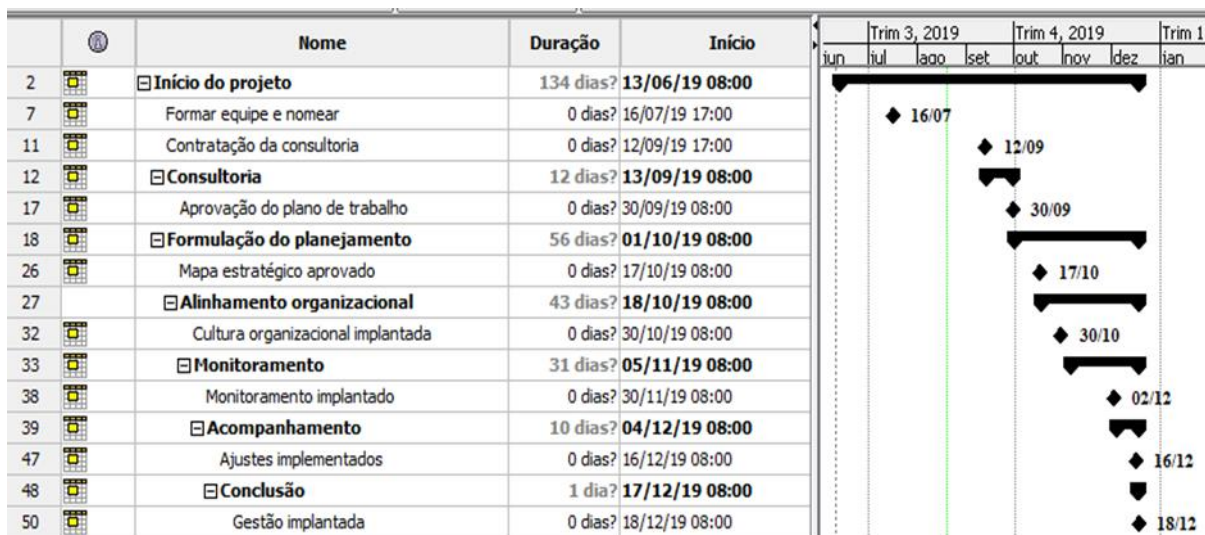 Nome Duração Início Trim 3, 2019 Trim 4, 2019 Trim 1
jun jul ago set out nov dez jan
2 Início do projeto 134 dias? 13/06/19 08:00
7 Formar equipe e nomear 0 dias? 16/07/19 17:00 16/07
11 Contratação da consultoria 0 dias? 12/09/19 17:00 12/09
12 Consultoria 12 dias? 13/09/19 08:00
17 Aprovação do plano de trabalho 0 dias? 30/09/19 08:00 30/09
18 Formulação do planejamento 56 dias? 01/10/19 08:00
26 Mapa estratégico aprovado 0 dias? 17/10/19 08:00 17/10
27 Alinhamento organizacional 43 dias? 18/10/19 08:00
32 Cultura organizacional implantada 0 dias? 30/10/19 08:00 30/10
33 Monitoramento 31 dias? 05/11/19 08:00
38 Monitoramento implantado 0 dias? 30/11/19 08:00 02/12
39 Acompanhamento 10 dias? 04/12/19 08:00
47 Ajustes implementados 0 dias? 16/12/19 08:00 16/12
48 Conclusão 1 dia? 17/12/19 08:00
50 Gestão implantada 0 dias? 18/12/19 08:00 18/12